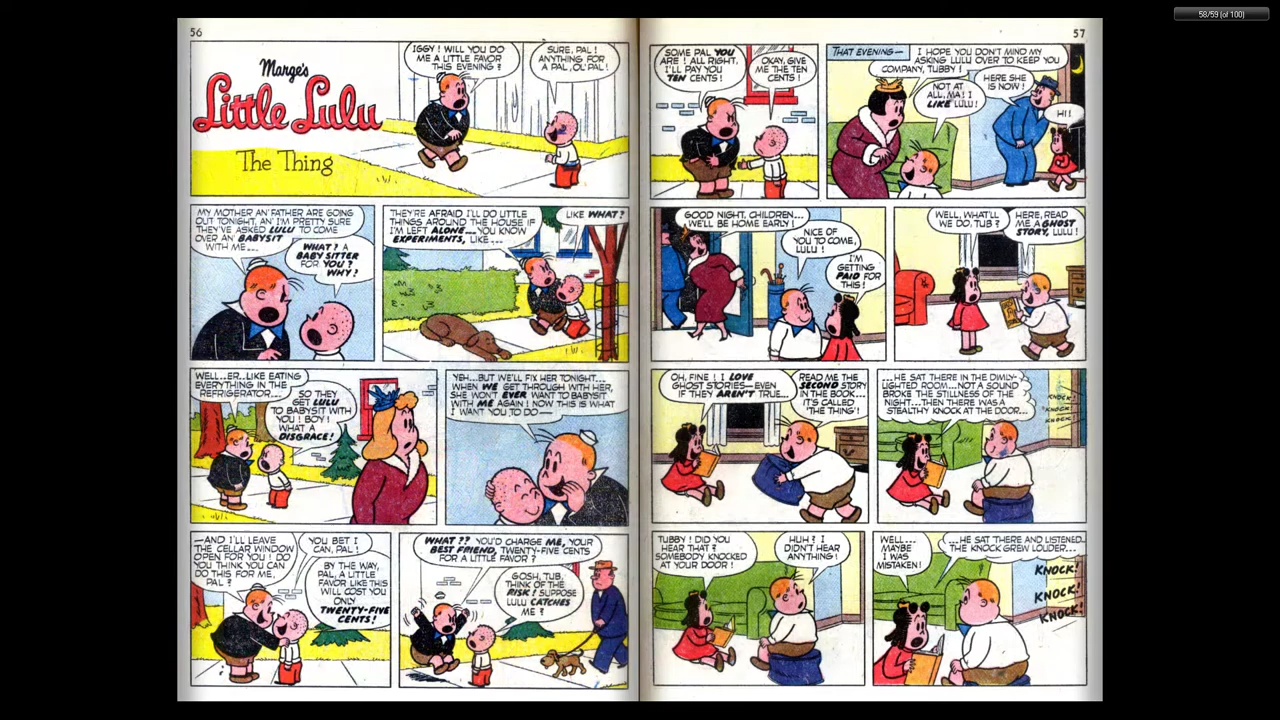 58/59 (of 100)
56
Marge's
Little Lulu
The Thing
IGGY! WILL YOU DO
ME A LITTLE FAVOR
THIS EVENING?
SURE, PAL!
ANYTHING FOR
A PAL, OL' PAL!
MY MOTHER AN' FATHER ARE GOING
OUT TONIGHT, AN' I'M PRETTY SURE
THEY'VE ASKED LULU TO COME
OVER AN' BABYSIT
WITH ME...
WHAT? A
BABY SITTER
FOR YOU?
WHY?
THEY'RE AFRAID I'LL DO LITTLE
THINGS AROUND THE HOUSE IF
I'M LEFT ALONE...YOU KNOW
EXPERIMENTS, LIKE...
LIKE WHAT?
WELL...ER...LIKE EATING
EVERYTHING IN THE
REFRIGERATOR...
SO THEY
GET LULU
TO BABYSIT WITH
YOU! BOY!
WHAT A
DISGRACE!
YEH...BUT WE'LL FIX HER TONIGHT...
WHEN WE GET THROUGH WITH HER,
SHE WON'T EVER WANT TO BABYSIT
WITH ME AGAIN! NOW THIS IS WHAT
I WANT YOU TO DO—
—AND I'LL LEAVE
THE CELLAR WINDOW
OPEN FOR YOU! DO
YOU THINK YOU CAN
DO THIS FOR ME,
PAL?
YOU BET I
CAN, PAL!
BY THE WAY,
PAL, A LITTLE
FAVOR LIKE THIS
WILL COST YOU
ONLY
TWENTY-FIVE
CENTS!
WHAT?? YOU'D CHARGE ME, YOUR
BEST FRIEND, TWENTY-FIVE CENTS
FOR A LITTLE FAVOR?
GOSH, TUB,
THINK OF THE
RISK! SUPPOSE
LULU CATCHES
ME?
57
SOME PAL YOU
ARE! ALL RIGHT,
I'LL PAY YOU
TEN CENTS!
OKAY, GIVE
ME THE TEN
CENTS!
THAT EVENING—
I HOPE YOU DON'T MIND MY
ASKING LULU OVER TO KEEP YOU
COMPANY, TUBBY!
NOT AT
ALL, MA! I
LIKE LULU!
HERE SHE
IS NOW!
HI!
GOOD NIGHT, CHILDREN...
WE'LL BE HOME EARLY!
NICE OF
YOU TO COME,
LULU!
I'M
GETTING
PAID FOR
THIS!
WELL, WHAT'LL
WE DO, TUB?
HERE, READ
ME A GHOST
STORY, LULU!
OH, FINE! I LOVE
GHOST STORIES—EVEN
IF THEY AREN'T TRUE...
READ ME THE
SECOND STORY
IN THE BOOK...
IT'S CALLED
'THE THING'!
...HE SAT THERE IN THE DIMLY-
LIGHTED ROOM...NOT A SOUND
BROKE THE STILLNESS OF THE
NIGHT...THEN THERE WAS A
STEALTHY KNOCK AT THE DOOR...
KNOCK!
KNOCK!
KNOCK!
TUBBY! DID YOU
HEAR THAT?
SOMEBODY KNOCKED
AT YOUR DOOR!
HUH? I
DIDN'T HEAR
ANYTHING!
WELL...
MAYBE
I WAS
MISTAKEN!
...HE SAT THERE AND LISTENED...
THE KNOCK GREW LOUDER...
KNOCK!
KNOCK!
KNOCK!